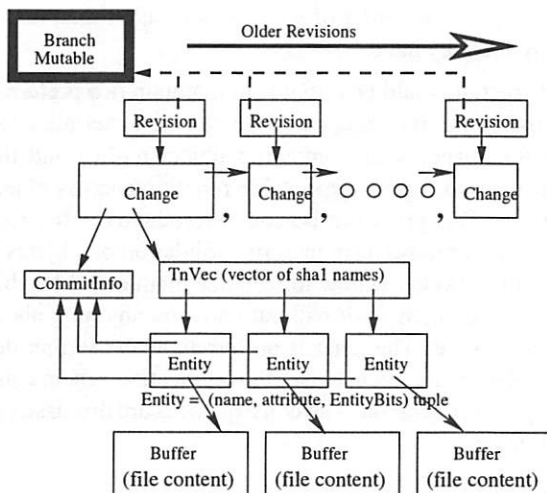 Branch
Mutable
Older Revisions
Revision
Revision
Revision
Change
,
Change
,
,
Change
TnVec (vector of sha1 names)
CommitInfo
Entity
Entity
Entity
Entity = (name, attribute, EntityBits) tuple
Buffer
(file content)
Buffer
(file content)
Buffer
(file content)